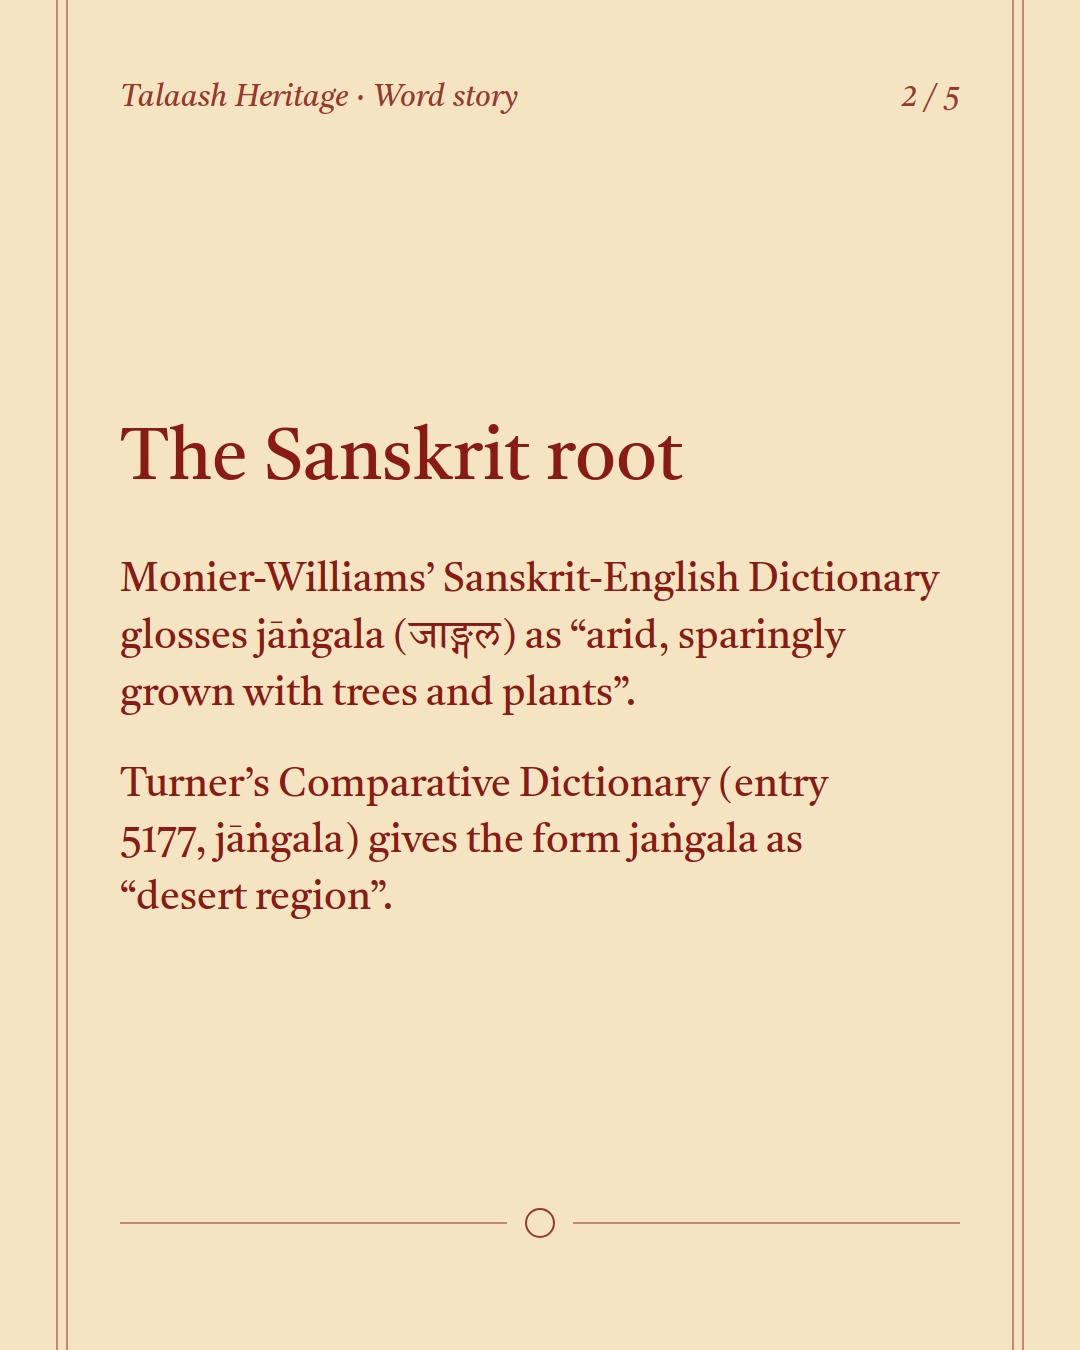 Talaash Heritage · Word story
2 / 5
The Sanskrit root
Monier-Williams’ Sanskrit-English Dictionary
glosses jāṅgala (जाङ्गल) as “arid, sparingly
grown with trees and plants”.
Turner’s Comparative Dictionary (entry
5177, jāṅgala) gives the form jaṅgala as
“desert region”.